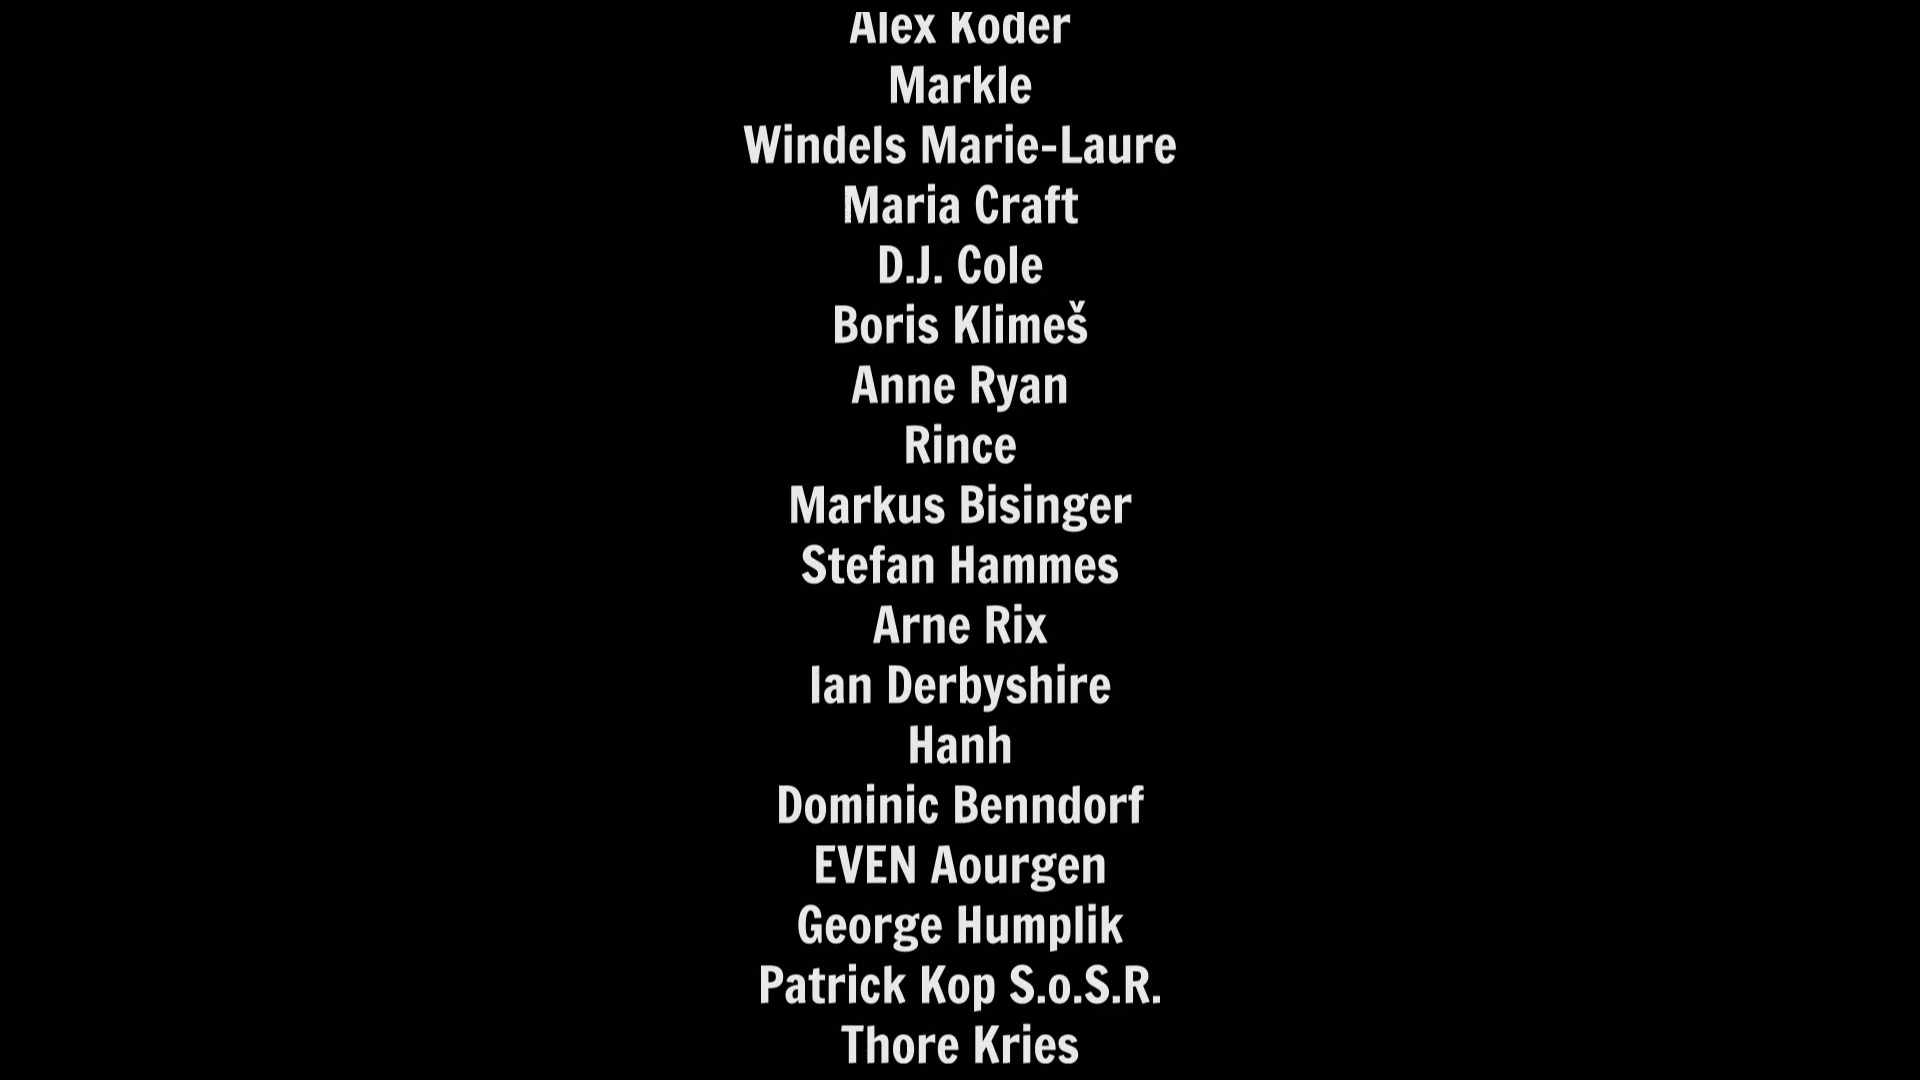 Alex Koder
Markle
Windels Marie-Laure
Maria Craft
D.J. Cole
Boris Klimeš
Anne Ryan
Rince
Markus Bisinger
Stefan Hammes
Arne Rix
Ian Derbyshire
Hanh
Dominic Benndorf
EVEN Aourgen
George Humplik
Patrick Kop S.o.S.R.
Thore Kries